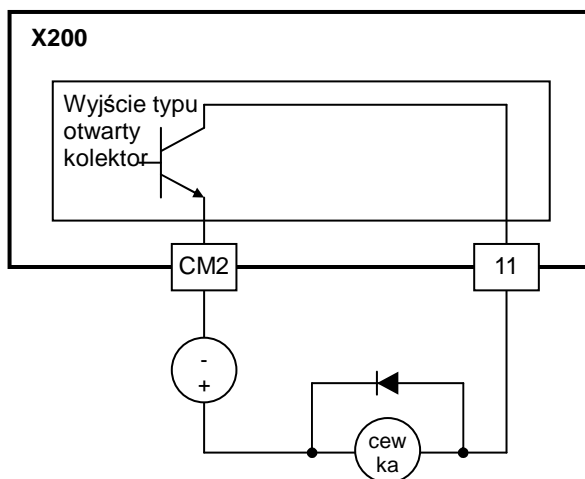 X200
Wyjście typu
otwarty
kolektor
CM2
11
-
+
cew
ka